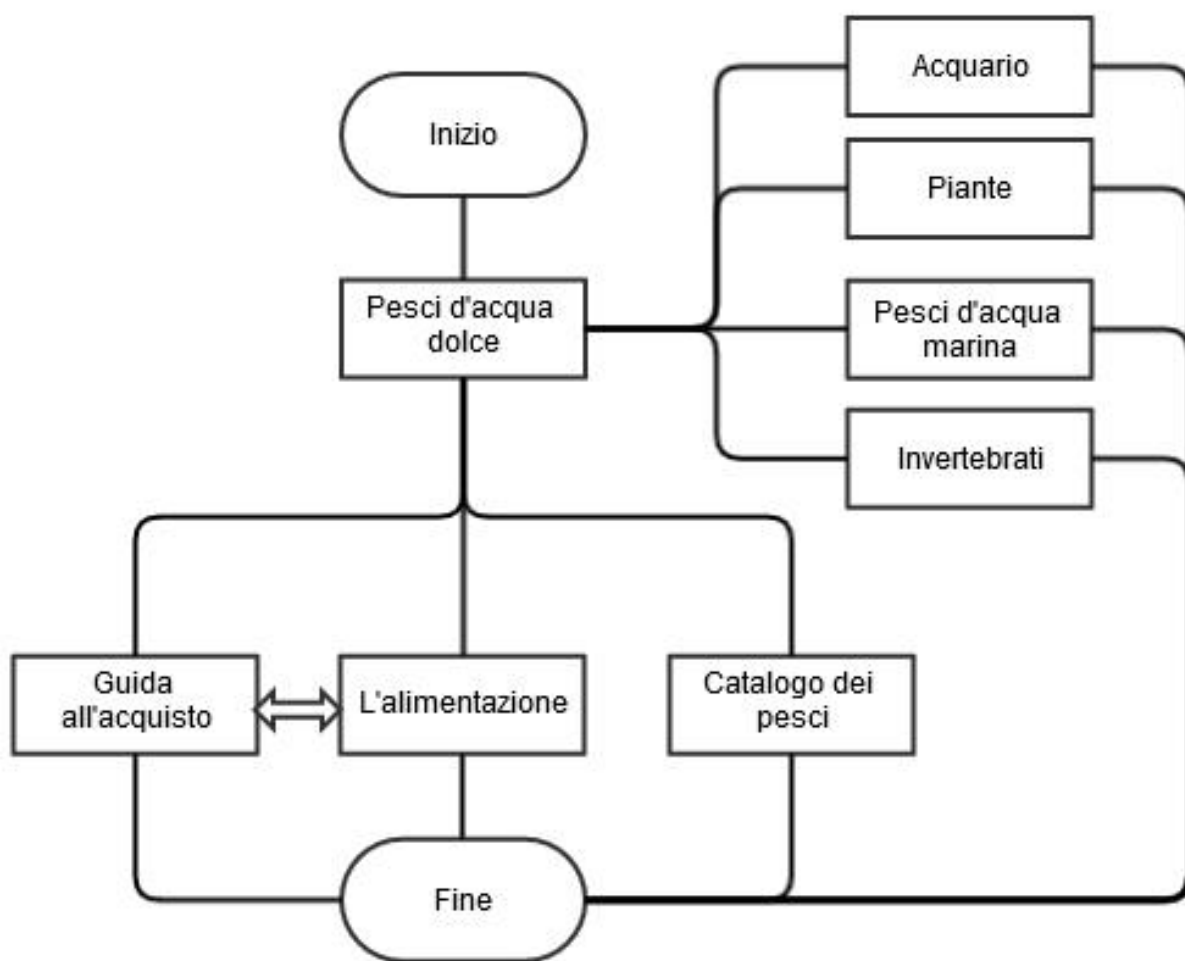 Inizio
Acquario
Piante
Pesci d'acqua
dolce
Pesci d'acqua
marina
Invertebrati
Guida
all'acquisto
L'alimentazione
Catalogo dei
pesci
Fine